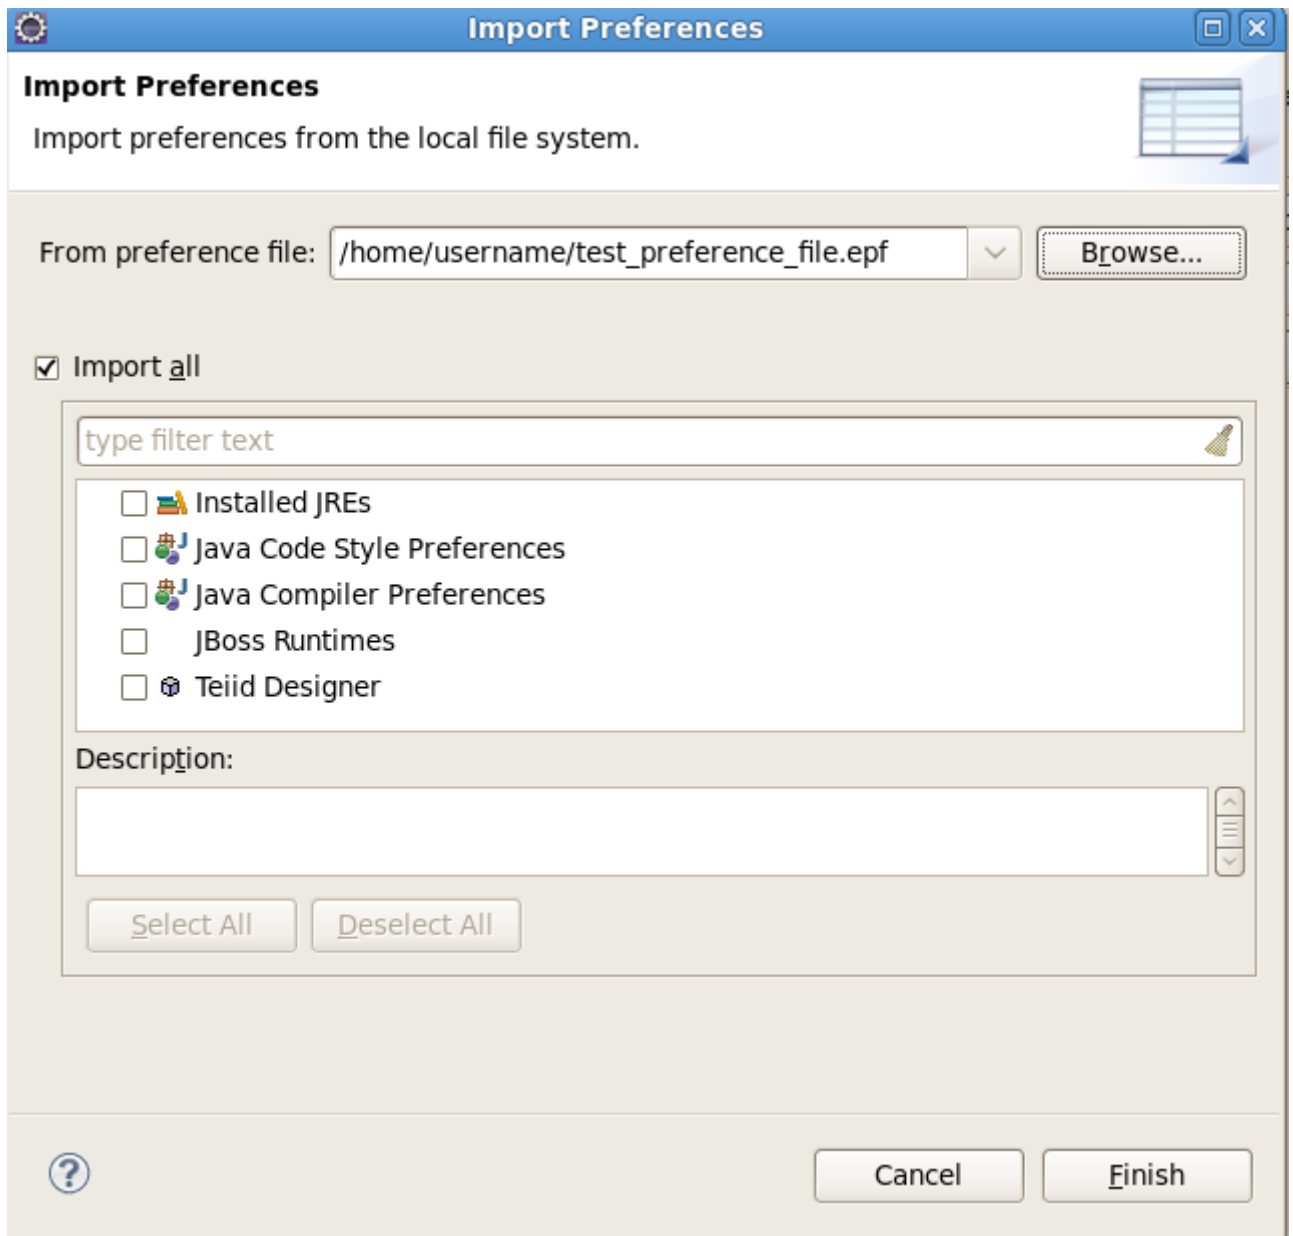 Import Preferences
Import Preferences
Import preferences from the local file system.
From preference file: /home/username/test_preference_file.epf Browse...
Import all
type filter text
Installed JREs
Java Code Style Preferences
Java Compiler Preferences
JBoss Runtimes
Teiid Designer
Description:
Select All Deselect All
? Cancel Finish